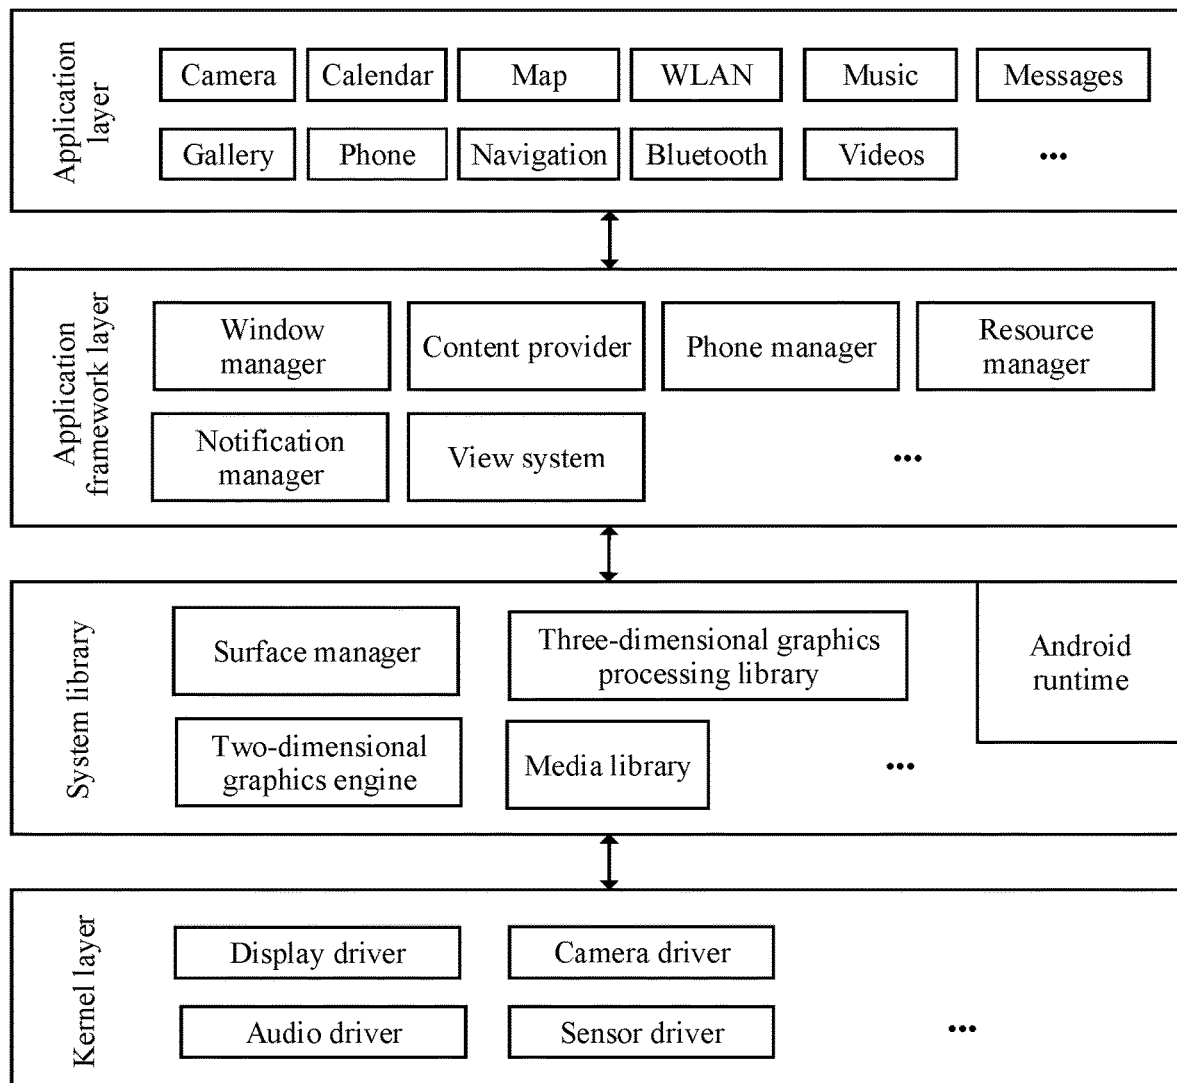 Application
layer
Camera
Calendar
Map
WLAN
Music
Messages
Gallery
Phone
Navigation
Bluetooth
Videos
...
Application
framework layer
Window
manager
Content provider
Phone manager
Resource
manager
Notification
manager
View system
...
System library
Surface manager
Three-dimensional graphics
processing library
Android
runtime
Two-dimensional
graphics engine
Media library
...
Kernel layer
Display driver
Camera driver
Audio driver
Sensor driver
...